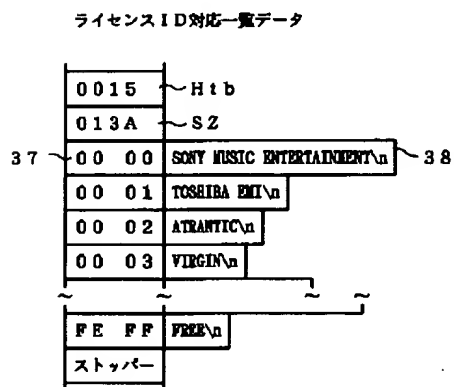 ライセンスID対応一覧データ
0015 Htb
013A SZ
37 00 00 SONY MUSIC ENTERTAINMENT\n 38
00 01 TOSHIBA EMI\n
00 02 ATRANTIC\n
00 03 VIRGIN\n
~ ~ ~ ~
FE FF FREE\n
ストッパー